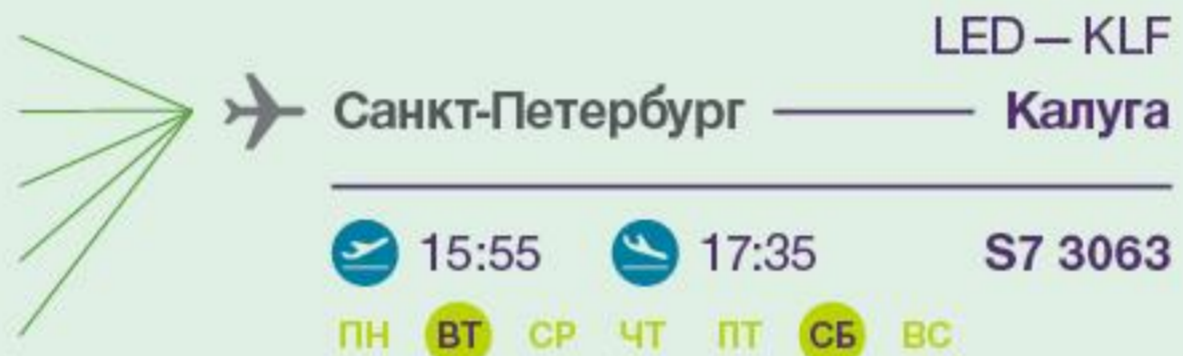 LED — KLF
Санкт-Петербург — Калуга
15:55 17:35 S7 3063
ПН ВТ СР ЧТ ПТ СБ ВС